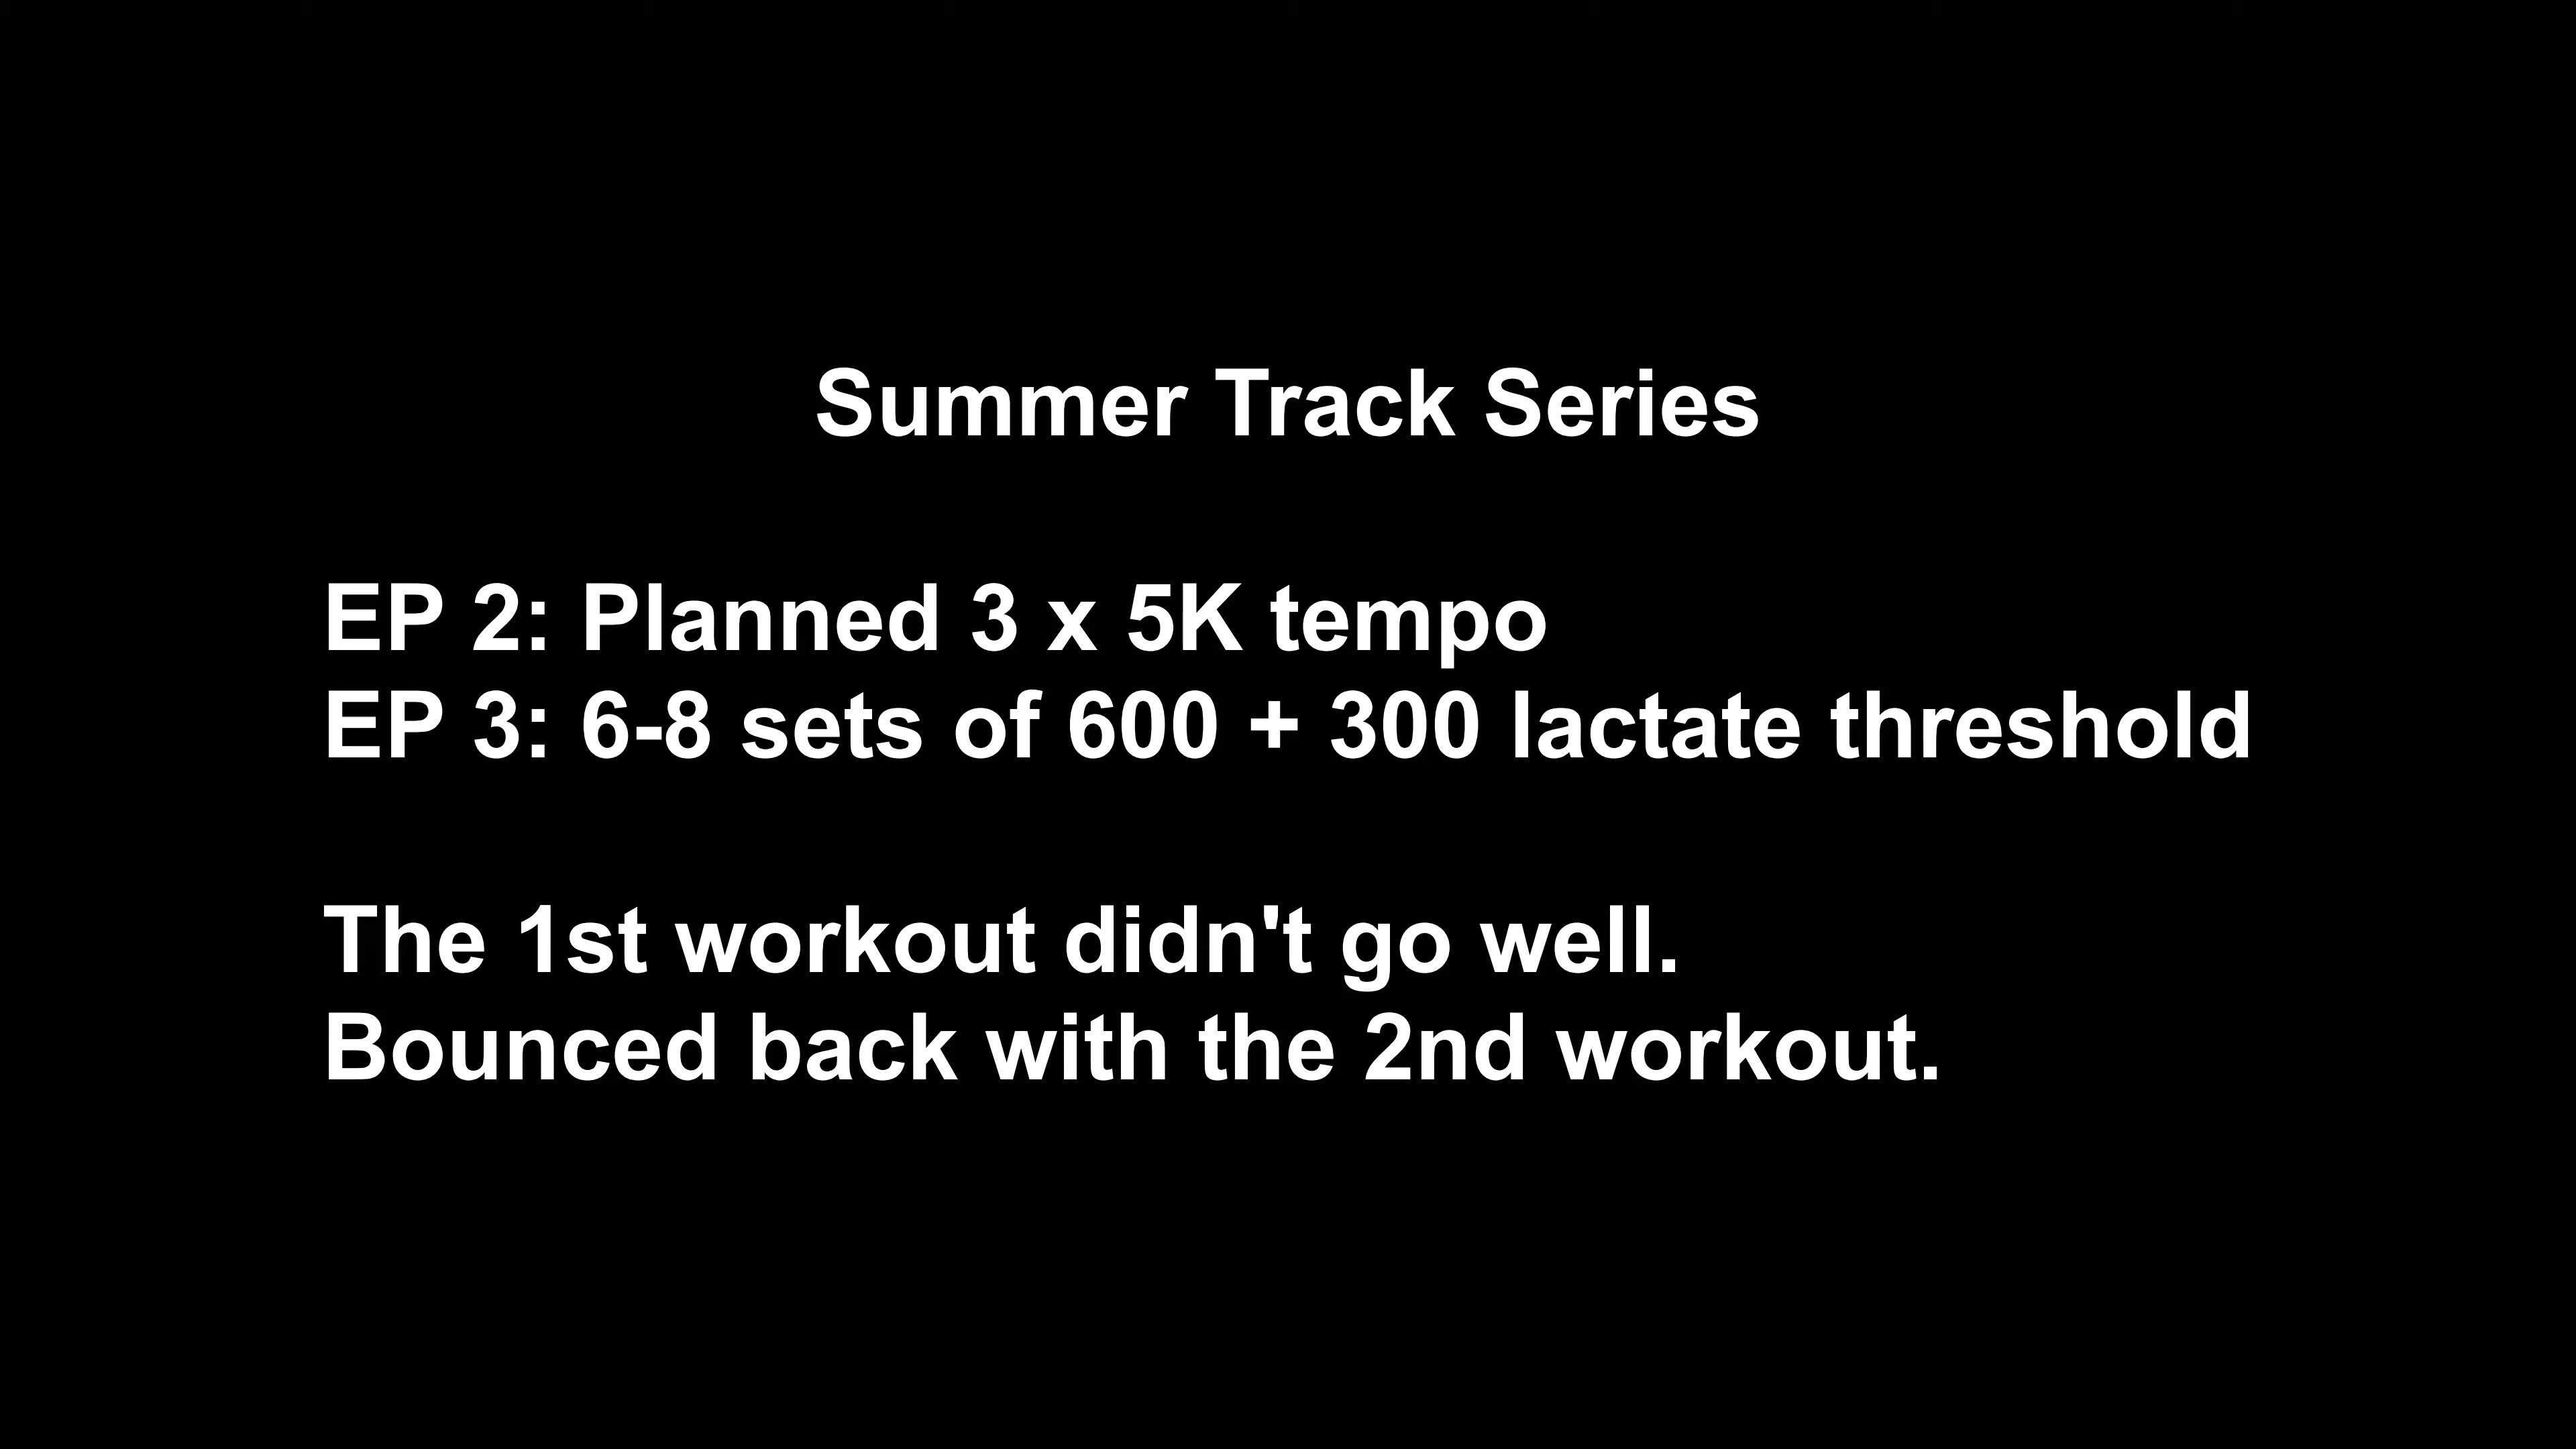 Summer Track Series
EP 2: Planned 3 x 5K tempo
EP 3: 6-8 sets of 600 + 300 lactate threshold
The 1st workout didn't go well.
Bounced back with the 2nd workout.